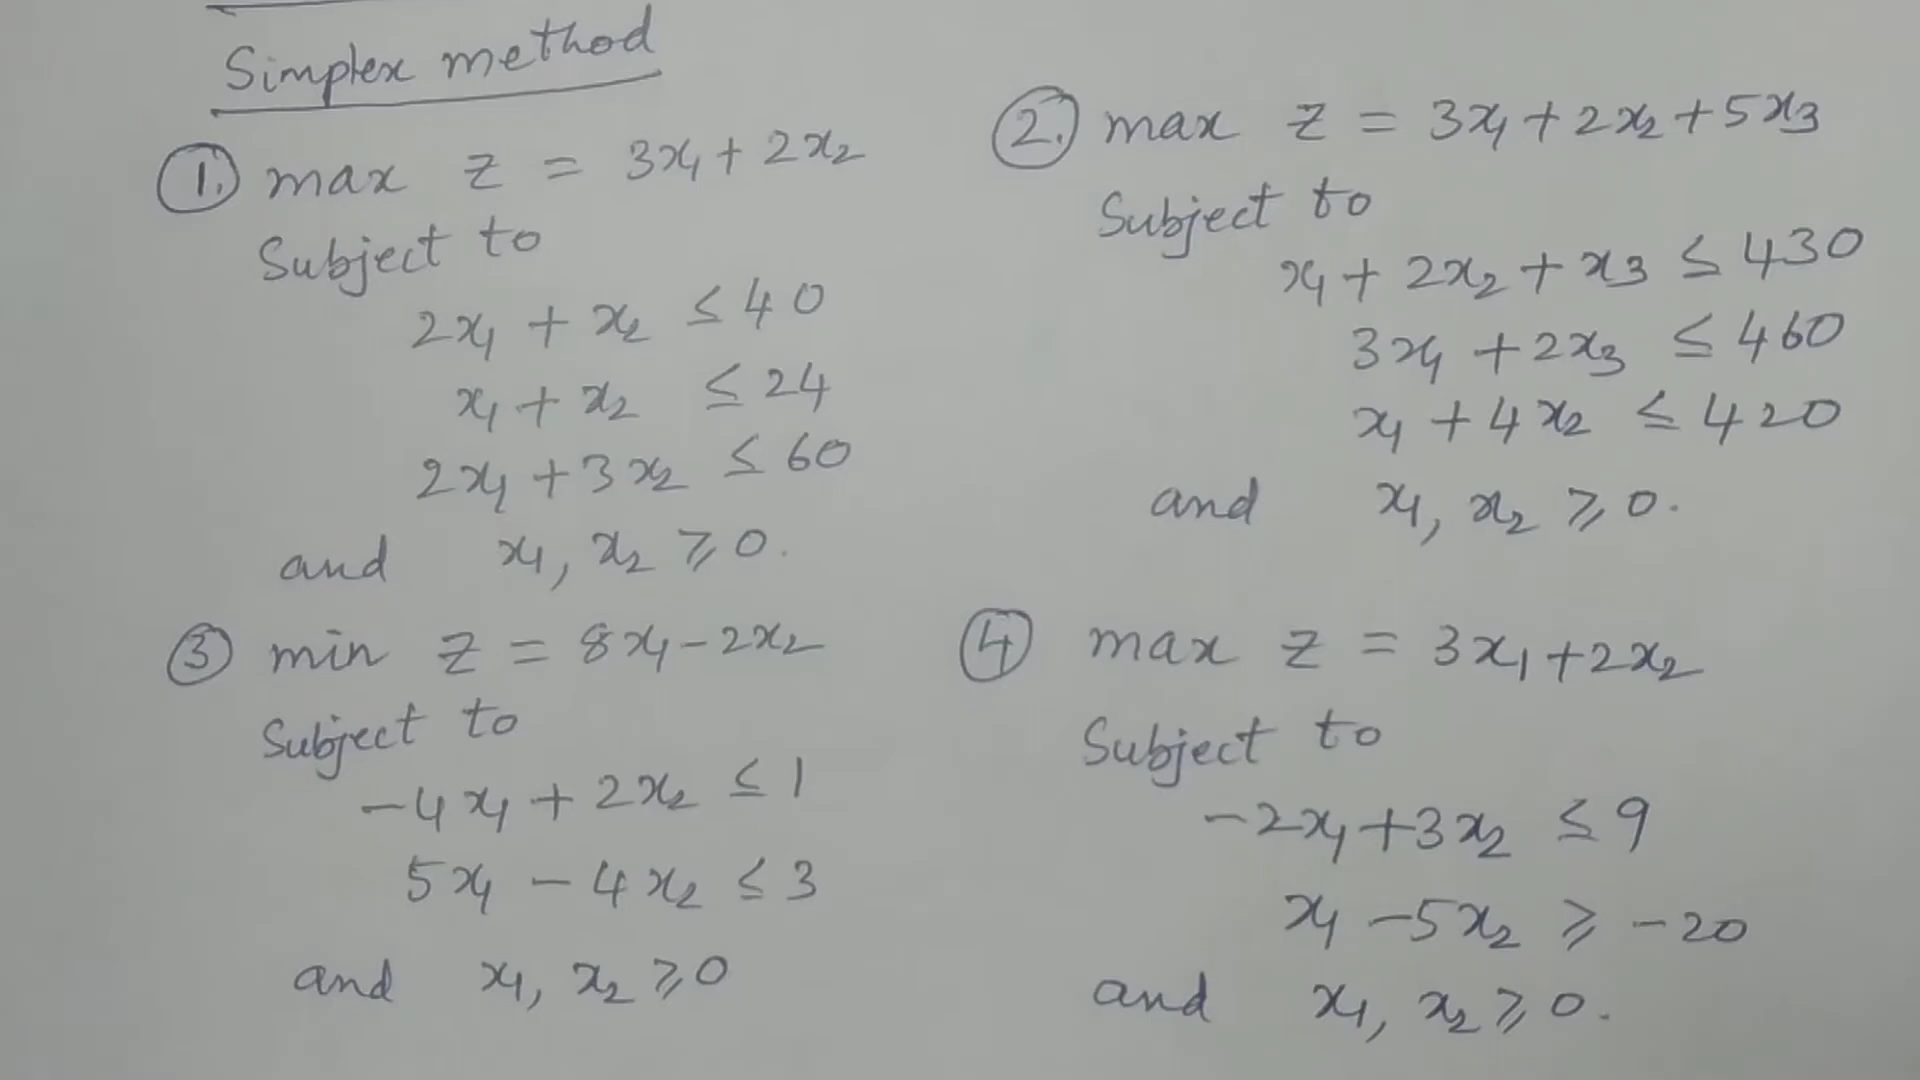 Simplex method
1. max z = 3x₁ + 2x₂
Subject to
2x₁ + x₂ ≤ 40
x₁ + x₂ ≤ 24
2x₁ + 3x₂ ≤ 60
and x₁, x₂ ≥ 0.
2. max z = 3x₁ + 2x₂ + 5x₃
Subject to
x₁ + 2x₂ + x₃ ≤ 430
3x₁ + 2x₃ ≤ 460
x₁ + 4x₂ ≤ 420
and x₁, x₂ ≥ 0.
3 min z = 8x₁ - 2x₂
Subject to
-4x₁ + 2x₂ ≤ 1
5x₁ - 4x₂ ≤ 3
and x₁, x₂ ≥ 0
4 max z = 3x₁ + 2x₂
Subject to
-2x₁ + 3x₂ ≤ 9
x₁ - 5x₂ ≥ -20
and x₁, x₂ ≥ 0.